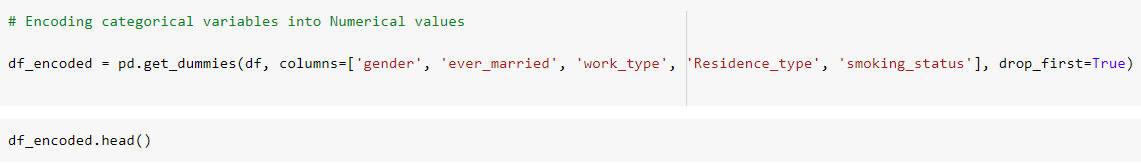 # Encoding categorical variables into Numerical values
df_encoded = pd.get_dummies(df, columns=['gender', 'ever_married', 'work_type', 'Residence_type', 'smoking_status'], drop_first=True)
df_encoded.head()